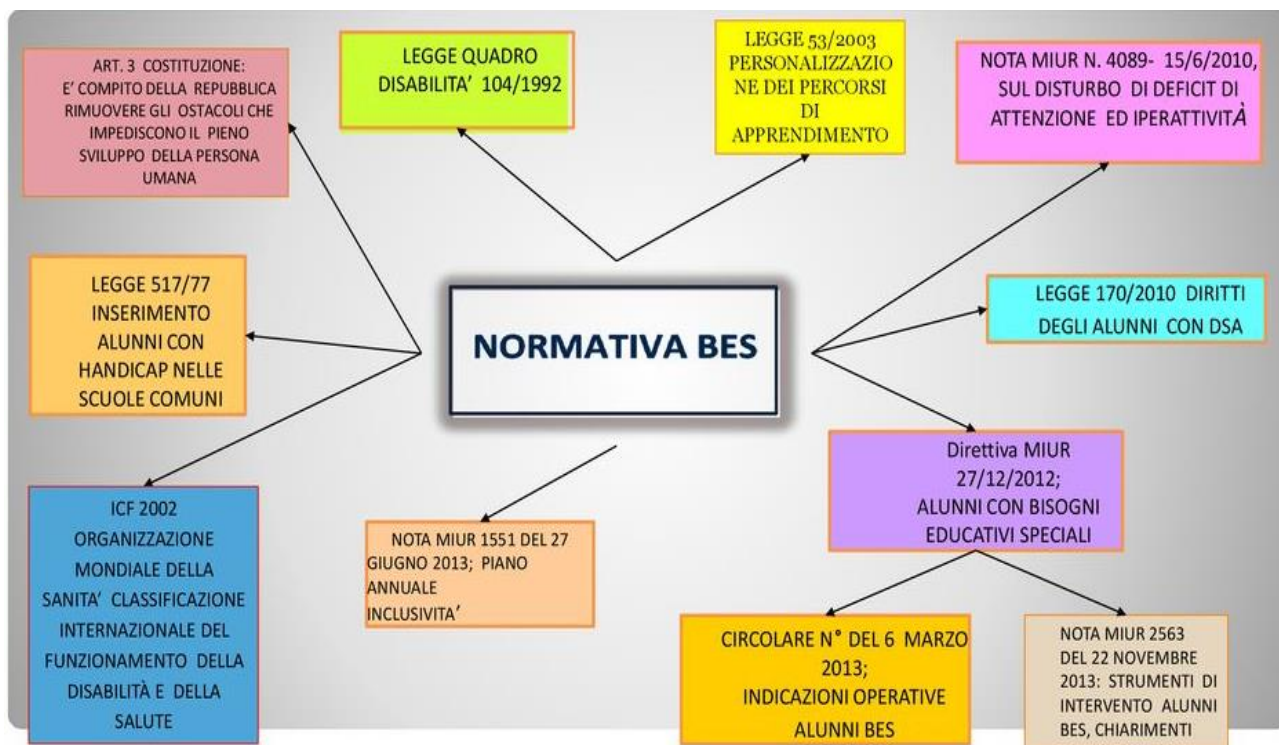 ART. 3 COSTITUZIONE:
E' COMPITO DELLA REPUBBLICA
RIMUOVERE GLI OSTACOLI CHE
IMPEDISCONO IL PIENO
SVILUPPO DELLA PERSONA
UMANA
LEGGE QUADRO
DISABILITA' 104/1992
LEGGE 53/2003
PERSONALIZZAZIO
NE DEI PERCORSI
DI
APPRENDIMENTO
NOTA MIUR N. 4089- 15/6/2010,
SUL DISTURBO DI DEFICIT DI
ATTENZIONE ED IPERATTIVITÀ
LEGGE 517/77
INSERIMENTO
ALUNNI CON
HANDICAP NELLE
SCUOLE COMUNI
NORMATIVA BES
LEGGE 170/2010 DIRITTI
DEGLI ALUNNI CON DSA
Direttiva MIUR
27/12/2012;
ALUNNI CON BISOGNI
EDUCATIVI SPECIALI
ICF 2002
ORGANIZZAZIONE
MONDIALE DELLA
SANITA' CLASSIFICAZIONE
INTERNAZIONALE DEL
FUNZIONAMENTO DELLA
DISABILITÀ E DELLA
SALUTE
NOTA MIUR 1551 DEL 27
GIUGNO 2013; PIANO
ANNUALE
INCLUSIVITA'
CIRCOLARE N° DEL 6 MARZO
2013;
INDICAZIONI OPERATIVE
ALUNNI BES
NOTA MIUR 2563
DEL 22 NOVEMBRE
2013: STRUMENTI DI
INTERVENTO ALUNNI
BES, CHIARIMENTI